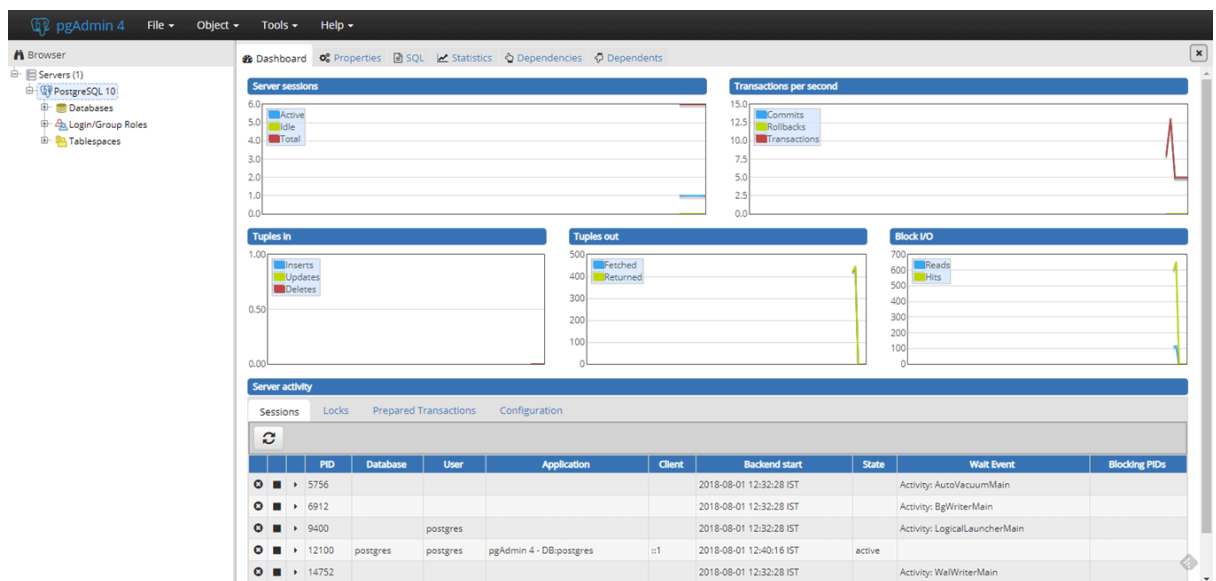 pgAdmin 4 File Object Tools Help
Browser
Servers (1)
PostgreSQL 10
Databases
Login/Group Roles
Tablespaces
Dashboard Properties SQL Statistics Dependencies Dependents
Server sessions
6.0
5.0
4.0
3.0
2.0
1.0
0.0
Active
Idle
Total
Transactions per second
15.0
12.5
10.0
7.5
5.0
2.5
0.0
Commits
Rollbacks
Transactions
Tuples in
1.00
0.50
0.00
Inserts
Updates
Deletes
Tuples out
500
400
300
200
100
0
Fetched
Returned
Block I/O
700
600
500
400
300
200
100
0
Reads
Hits
Server activity
Sessions Locks Prepared Transactions Configuration
PID Database User Application Client Backend start State Wait Event Blocking PIDs
5756 2018-08-01 12:32:28 IST Activity: AutoVacuumMain
6912 2018-08-01 12:32:28 IST Activity: BgWriterMain
9400 postgres 2018-08-01 12:32:28 IST Activity: LogicalLauncherMain
12100 postgres postgres pgAdmin 4 - DB:postgres ::1 2018-08-01 12:40:16 IST active
14752 2018-08-01 12:32:28 IST Activity: WalWriterMain